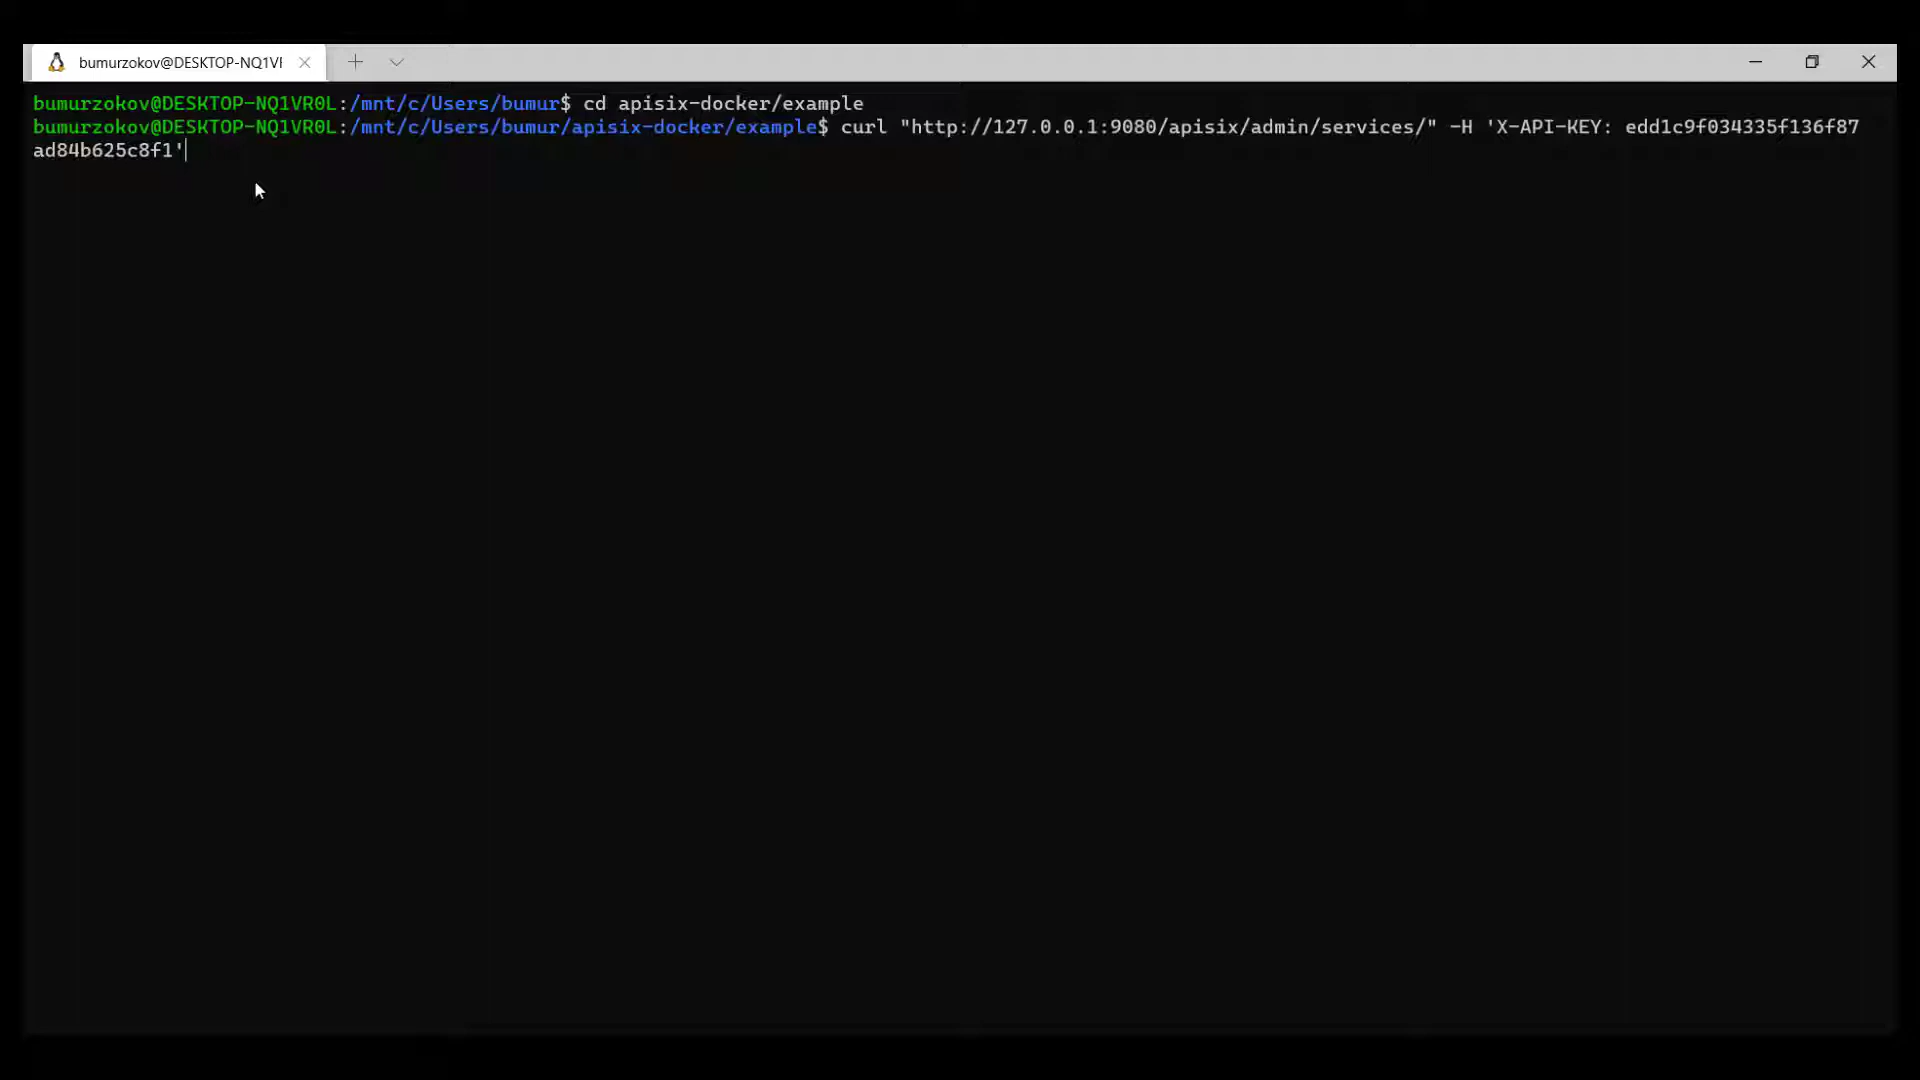 bumurzokov@DESKTOP-NQ1VI
bumurzokov@DESKTOP-NQ1VR0L:/mnt/c/Users/bumur$ cd apisix-docker/example
bumurzokov@DESKTOP-NQ1VR0L:/mnt/c/Users/bumur/apisix-docker/example$ curl "http://127.0.0.1:9080/apisix/admin/services/" -H 'X-API-KEY: edd1c9f034335f136f87
ad84b625c8f1'